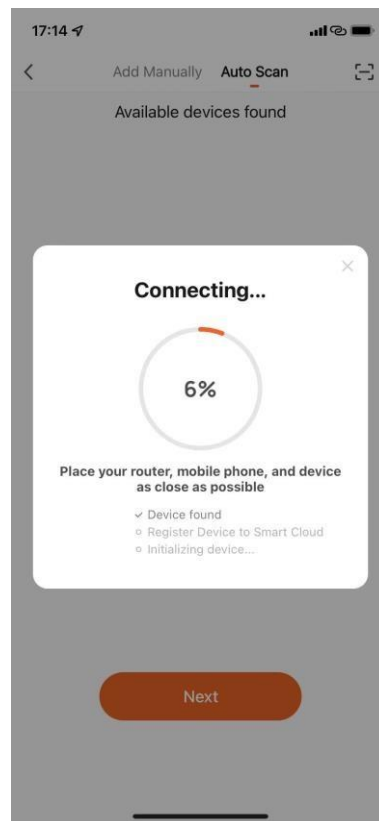 17:14
Add Manually Auto Scan
Available devices found
Connecting...
6%
Place your router, mobile phone, and device
as close as possible
Device found
Register Device to Smart Cloud
Initializing device...
Next